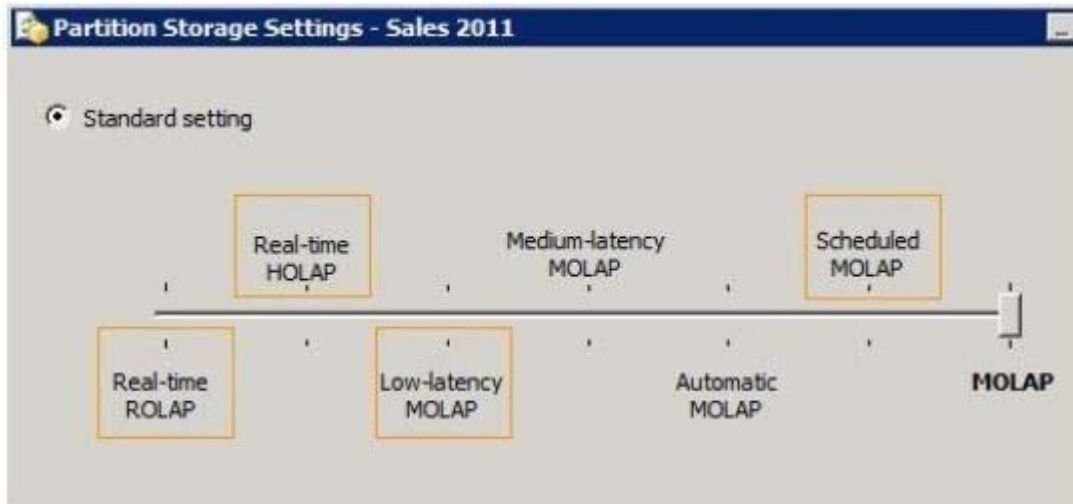 Partition Storage Settings - Sales 2011
Standard setting
Real-time
HOLAP
Medium-latency
MOLAP
Scheduled
MOLAP
Real-time
ROLAP
Low-latency
MOLAP
Automatic
MOLAP
MOLAP